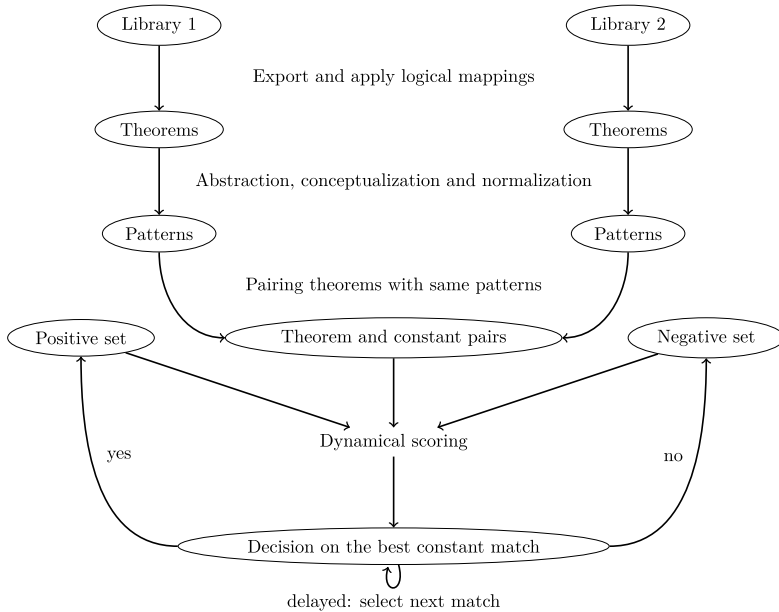 Library 1
Library 2
Export and apply logical mappings
Theorems
Theorems
Abstraction, conceptualization and normalization
Patterns
Patterns
Pairing theorems with same patterns
Positive set
Theorem and constant pairs
Negative set
Dynamical scoring
yes
no
Decision on the best constant match
delayed: select next match